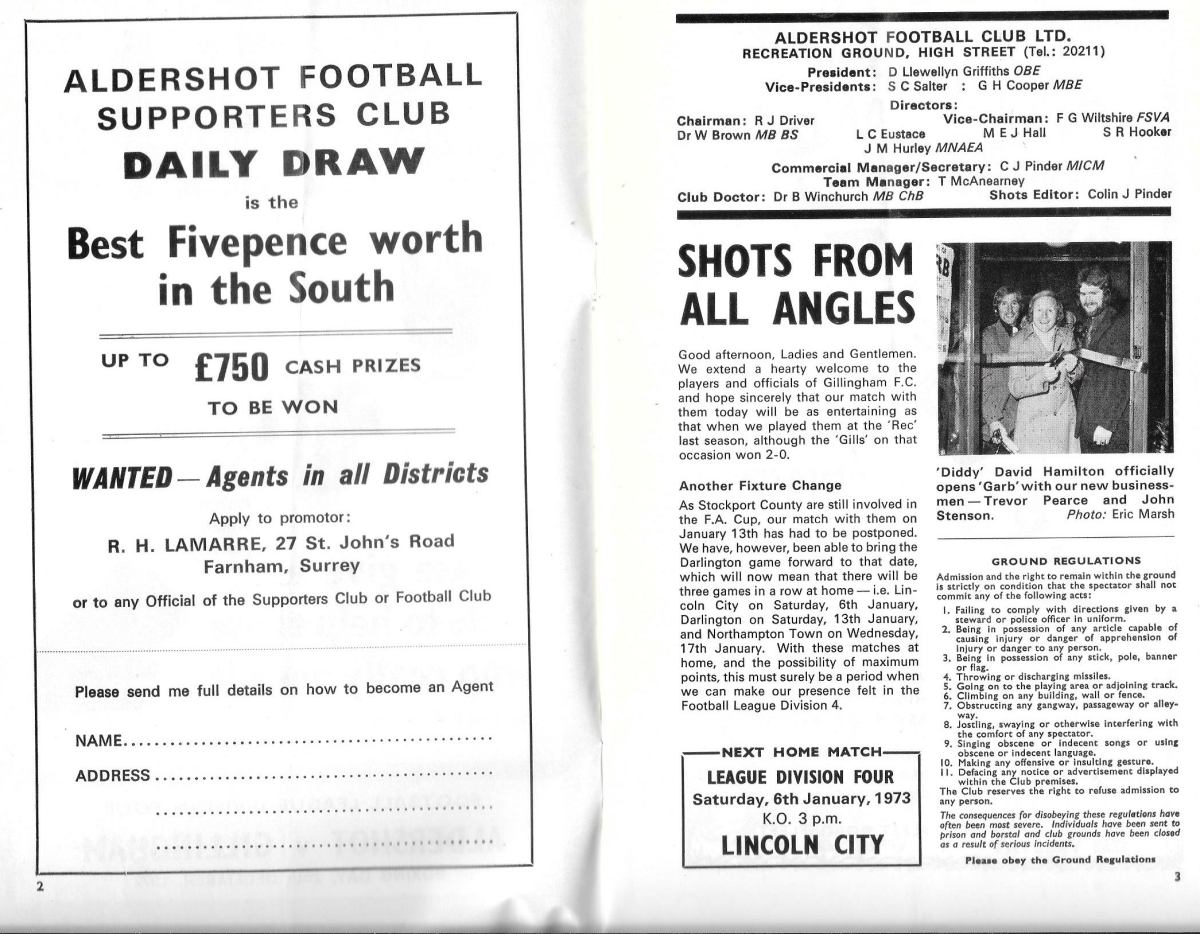 ALDERSHOT FOOTBALL
SUPPORTERS CLUB
DAILY DRAW
is the
Best Fivepence worth
in the South
UP TO £750 CASH PRIZES
TO BE WON
WANTED — Agents in all Districts
Apply to promotor:
R. H. LAMARRE, 27 St. John's Road
Farnham, Surrey
or to any Official of the Supporters Club or Football Club
Please send me full details on how to become an Agent
NAME
ADDRESS
2
ALDERSHOT FOOTBALL CLUB LTD.
RECREATION GROUND, HIGH STREET (Tel.: 20211)
President: D Llewellyn Griffiths OBE
Vice-Presidents: S C Salter : G H Cooper MBE
Directors:
Chairman: R J Driver Vice-Chairman: F G Wiltshire FSVA
Dr W Brown MB BS L C Eustace M E J Hall S R Hooker
J M Hurley MNAEA
Commercial Manager/Secretary: C J Pinder MICM
Team Manager: T McAnearney
Club Doctor: Dr B Winchurch MB ChB Shots Editor: Colin J Pinder
SHOTS FROM
ALL ANGLES
Good afternoon, Ladies and Gentlemen.
We extend a hearty welcome to the
players and officials of Gillingham F.C.
and hope sincerely that our match with
them today will be as entertaining as
that when we played them at the 'Rec'
last season, although the 'Gills' on that
occasion won 2-0.
Another Fixture Change
As Stockport County are still involved in
the F.A. Cup, our match with them on
January 13th has had to be postponed.
We have, however, been able to bring the
Darlington game forward to that date,
which will now mean that there will be
three games in a row at home — i.e. Lin-
coln City on Saturday, 6th January,
Darlington on Saturday, 13th January,
and Northampton Town on Wednesday,
17th January. With these matches at
home, and the possibility of maximum
points, this must surely be a period when
we can make our presence felt in the
Football League Division 4.
NEXT HOME MATCH
LEAGUE DIVISION FOUR
Saturday, 6th January, 1973
K.O. 3 p.m.
LINCOLN CITY
'Diddy' David Hamilton officially
opens 'Garb' with our new business-
men — Trevor Pearce and John
Stenson. Photo: Eric Marsh
GROUND REGULATIONS
Admission and the right to remain within the ground
is strictly on condition that the spectator shall not
commit any of the following acts:
1. Failing to comply with directions given by a
steward or police officer in uniform.
2. Being in possession of any article capable of
causing injury or danger of apprehension of
injury or danger to any person.
3. Being in possession of any stick, pole, banner
or flag.
4. Throwing or discharging missiles.
5. Going on to the playing area or adjoining track.
6. Climbing on any building, wall or fence.
7. Obstructing any gangway, passageway or alley-
way.
8. Jostling, swaying or otherwise interfering with
the comfort of any spectator.
9. Singing obscene or indecent songs or using
obscene or indecent language.
10. Making any offensive or insulting gesture.
11. Defacing any notice or advertisement displayed
within the Club premises.
The Club reserves the right to refuse admission to
any person.
The consequences for disobeying these regulations have
often been most severe. Individuals have been sent to
prison and borstal and club grounds have been closed
as a result of serious incidents.
Please obey the Ground Regulations
3